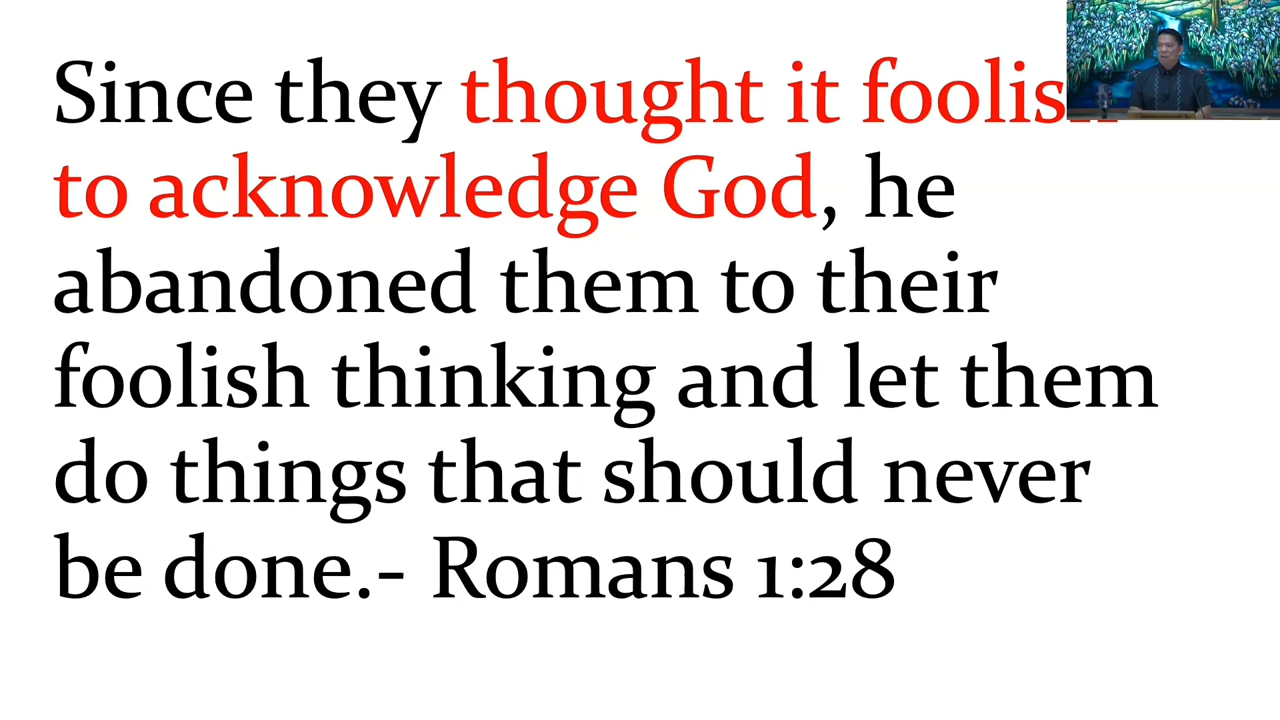 Since they thought it foolish
to acknowledge God, he
abandoned them to their
foolish thinking and let them
do things that should never
be done.- Romans 1:28